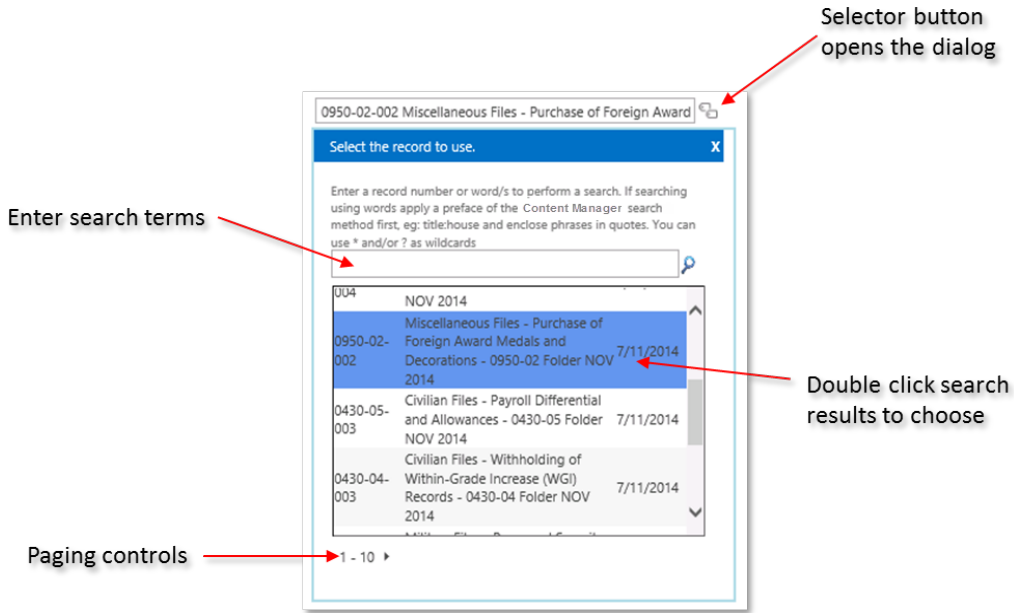 Selector button
opens the dialog
0950-02-002 Miscellaneous Files - Purchase of Foreign Award
Select the record to use.
X
Enter a record number or word/s to perform a search. If searching
using words apply a preface of the Content Manager search
method first, eg: title:house and enclose phrases in quotes. You can
use * and/or ? as wildcards
Enter search terms
004
NOV 2014
0950-02-
002
Miscellaneous Files - Purchase of
Foreign Award Medals and
Decorations - 0950-02 Folder NOV
2014
7/11/2014
Double click search
results to choose
0430-05-
003
Civilian Files - Payroll Differential
and Allowances - 0430-05 Folder
NOV 2014
7/11/2014
0430-04-
003
Civilian Files - Withholding of
Within-Grade Increase (WGI)
Records - 0430-04 Folder NOV
2014
7/11/2014
Paging controls
1 - 10